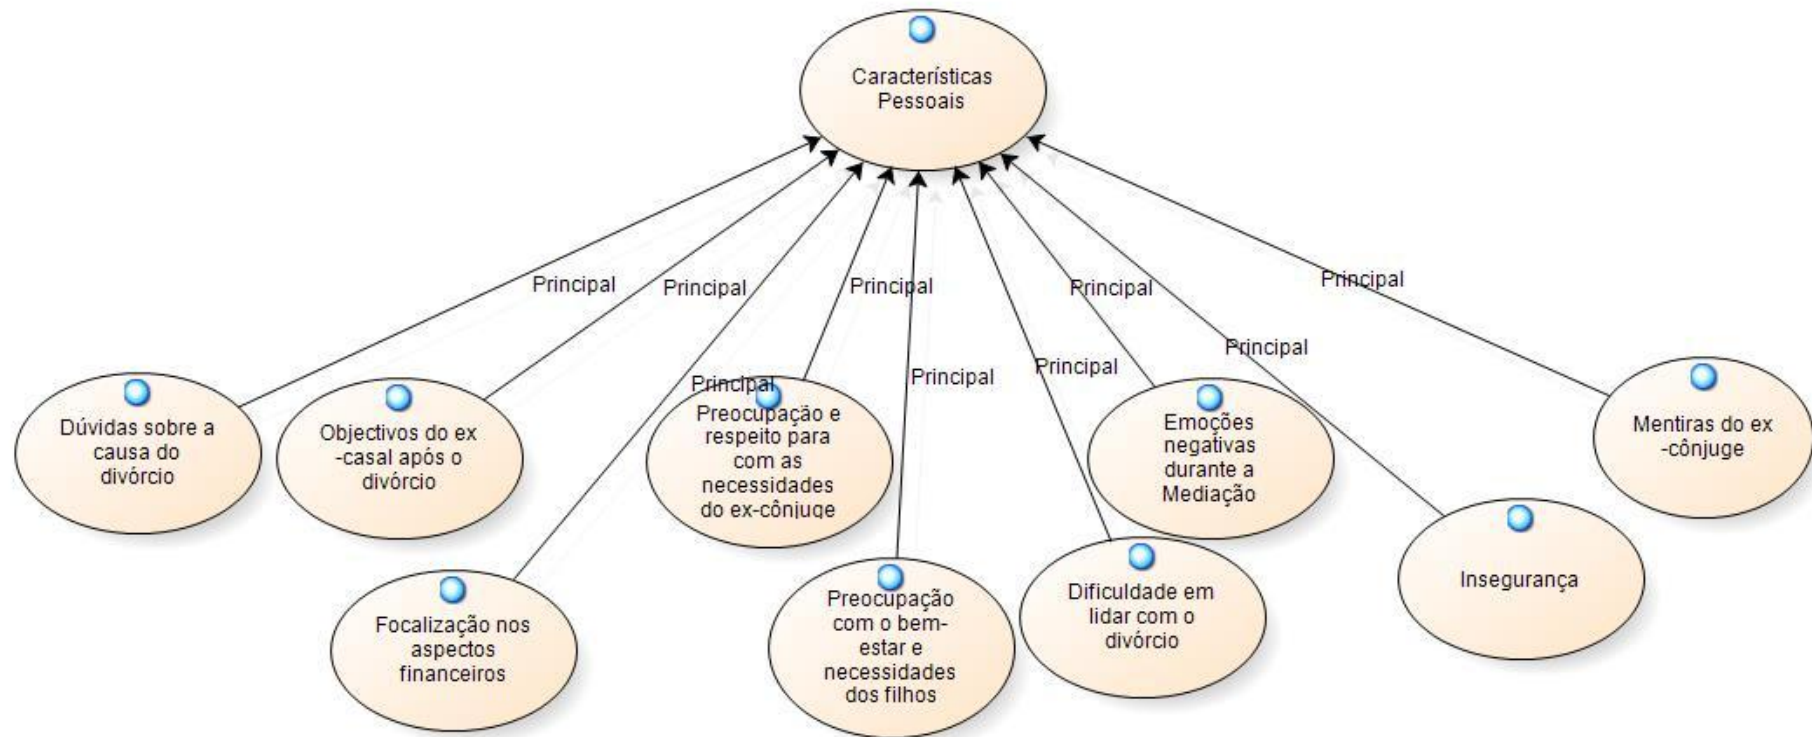 Características
Pessoais
Principal
Principal
Principal
Principal
Principal
Principal
Principal
Principal
Principal
Dúvidas sobre a
causa do
divórcio
Objectivos do ex
-casal após o
divórcio
Preocupação e
respeito para
com as
necessidades
do ex-cônjuge
Emoções
negativas
durante a
Mediação
Mentiras do ex
-cônjuge
Focalização nos
aspectos
financeiros
Preocupação
com o bem-
estar e
necessidades
dos filhos
Dificuldade em
lidar com o
divórcio
Insegurança